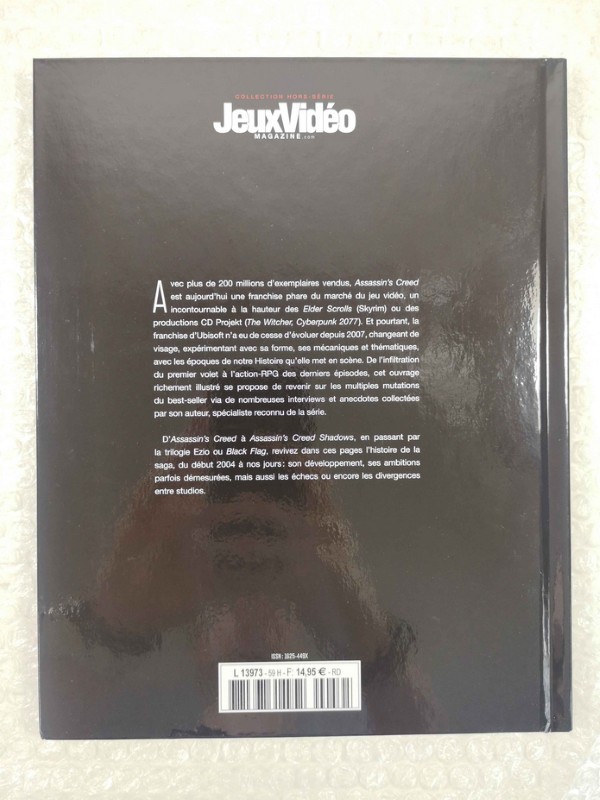 COLLECTION HORS-SÉRIE
JeuxVidéo
MAGAZINE.com
Avec plus de 200 millions d'exemplaires vendus, Assassin's Creed
est aujourd'hui une franchise phare du marché du jeu vidéo, un
incontournable à la hauteur des Elder Scrolls (Skyrim) ou des
productions CD Projekt (The Witcher, Cyberpunk 2077). Et pourtant, la
franchise d'Ubisoft n'a eu de cesse d'évoluer depuis 2007, changeant de
visage, expérimentant avec sa forme, ses mécaniques et thématiques,
avec les époques de notre Histoire qu'elle met en scène. De l'infiltration
du premier volet à l'action-RPG des derniers épisodes, cet ouvrage
richement illustré se propose de revenir sur les multiples mutations
du best-seller via de nombreuses interviews et anecdotes collectées
par son auteur, spécialiste reconnu de la série.
D'Assassin's Creed à Assassin's Creed Shadows, en passant par
la trilogie Ezio ou Black Flag, revivez dans ces pages l'histoire de la
saga, du début 2004 à nos jours : son développement, ses ambitions
parfois démesurées, mais aussi les échecs ou encore les divergences
entre studios.
ISSN : 1625-449X
L 13973 - 59 H - F: 14,95 € - RD